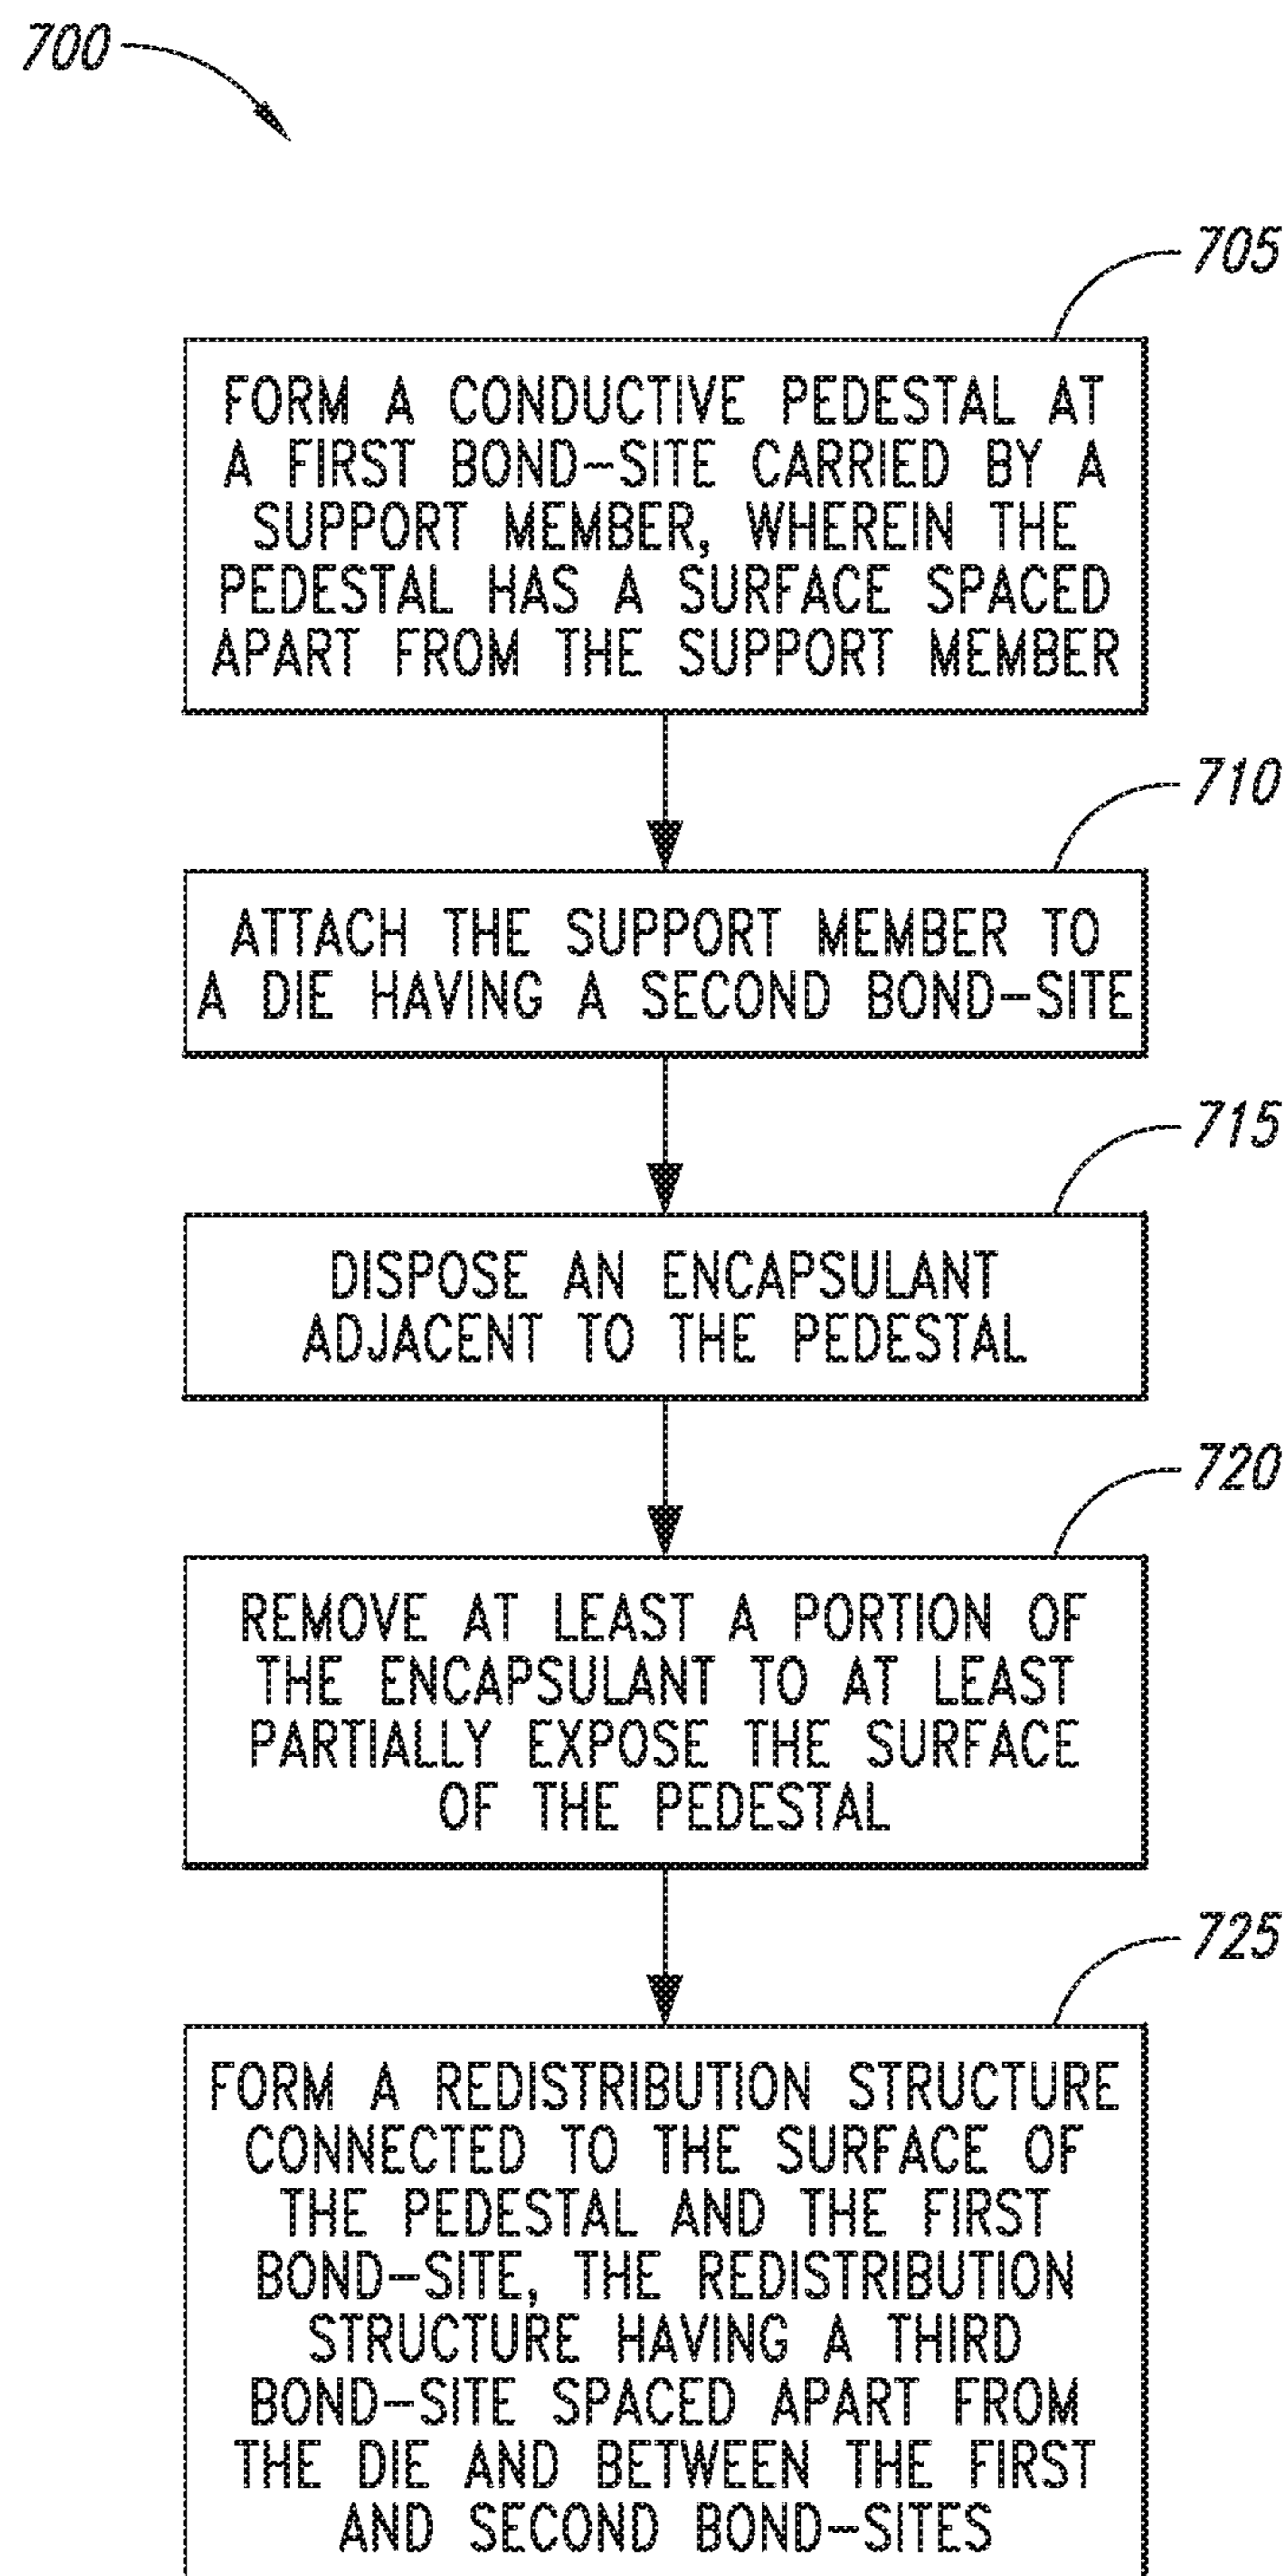 700
705
FORM A CONDUCTIVE PEDESTAL AT
A FIRST BOND-SITE CARRIED BY A
SUPPORT MEMBER, WHEREIN THE
PEDESTAL HAS A SURFACE SPACED
APART FROM THE SUPPORT MEMBER
710
ATTACH THE SUPPORT MEMBER TO
A DIE HAVING A SECOND BOND-SITE
715
DISPOSE AN ENCAPSULANT
ADJACENT TO THE PEDESTAL
720
REMOVE AT LEAST A PORTION OF
THE ENCAPSULANT TO AT LEAST
PARTIALLY EXPOSE THE SURFACE
OF THE PEDESTAL
725
FORM A REDISTRIBUTION STRUCTURE
CONNECTED TO THE SURFACE OF
THE PEDESTAL AND THE FIRST
BOND-SITE, THE REDISTRIBUTION
STRUCTURE HAVING A THIRD
BOND-SITE SPACED APART FROM
THE DIE AND BETWEEN THE FIRST
AND SECOND BOND-SITES